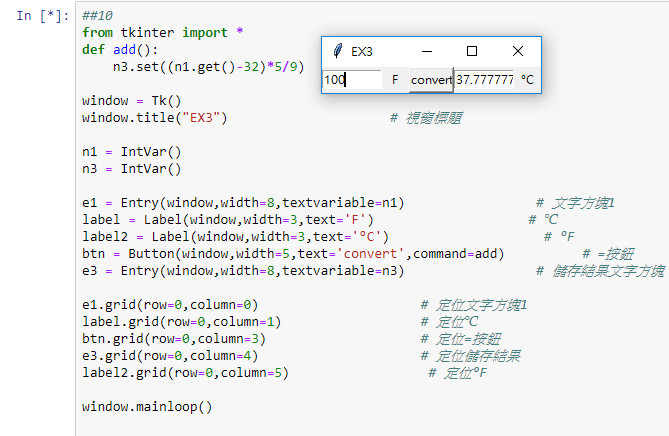 In [*]: ##10
from tkinter import *
def add():
    n3.set((n1.get()-32)*5/9)
EX3
100 F convert 37.777777 °C
window = Tk()
window.title("EX3")                    # 視窗標題
n1 = IntVar()
n3 = IntVar()
e1 = Entry(window,width=8,textvariable=n1)                # 文字方塊1
label = Label(window,width=3,text='F')                   # ℃
label2 = Label(window,width=3,text='°C')                   # °F
btn = Button(window,width=5,text='convert',command=add)         # =按鈕
e3 = Entry(window,width=8,textvariable=n3)                # 儲存結果文字方塊
e1.grid(row=0,column=0)                    # 定位文字方塊1
label.grid(row=0,column=1)                 # 定位℃
btn.grid(row=0,column=3)                   # 定位=按鈕
e3.grid(row=0,column=4)                    # 定位儲存結果
label2.grid(row=0,column=5)                 # 定位°F
window.mainloop()